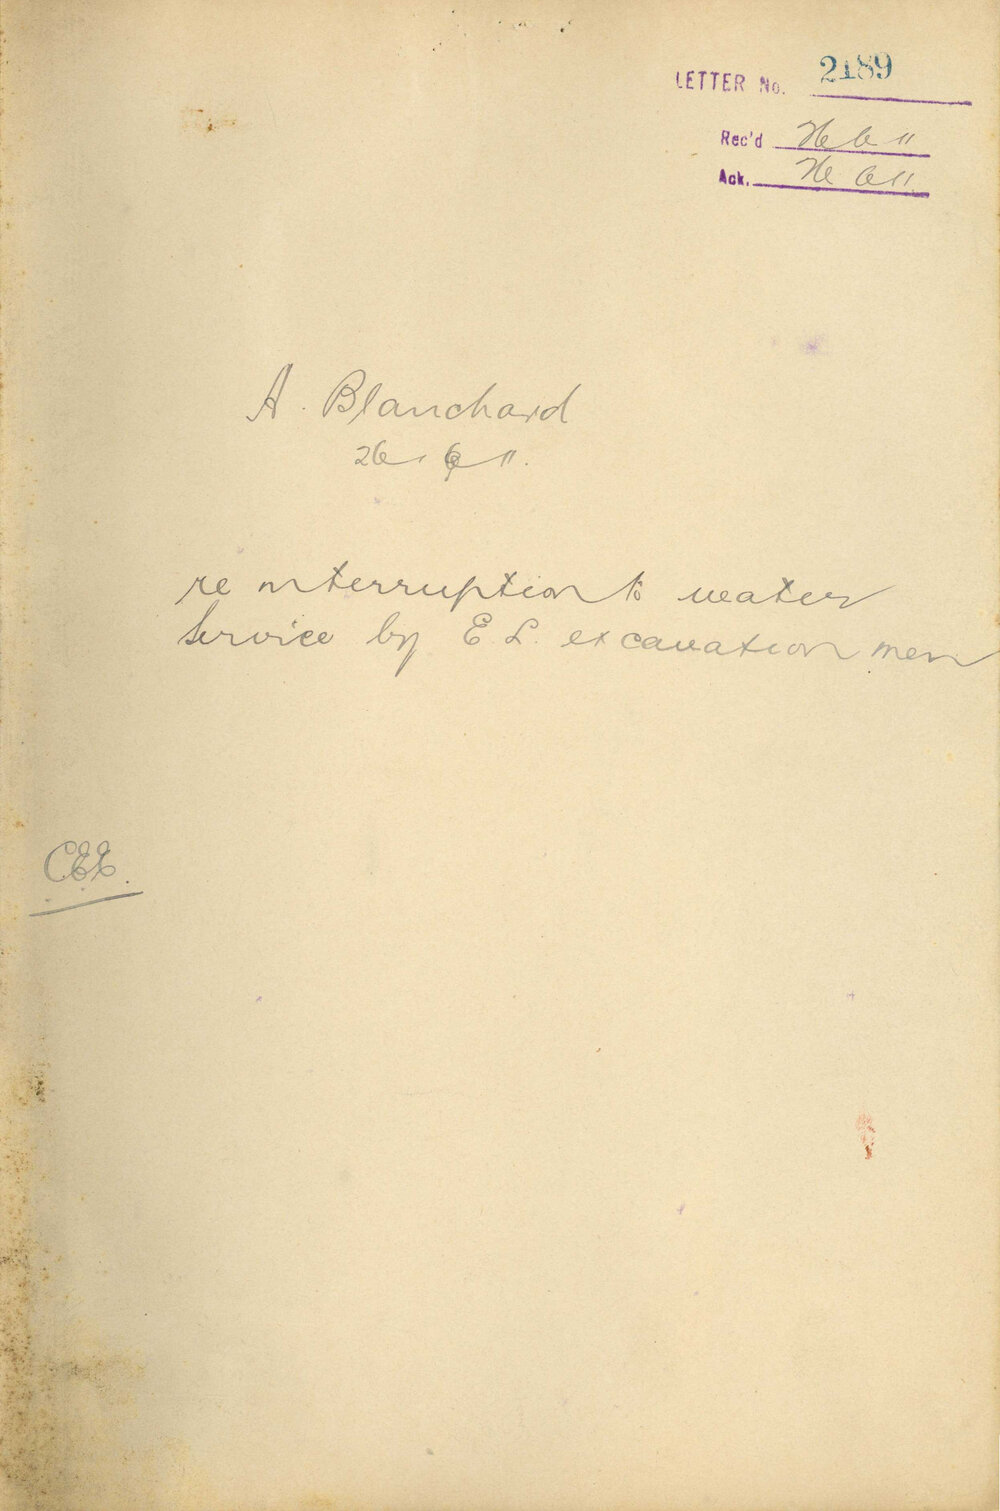 LETTER No. 2189
Rec'd 26 6 11
Ack. 26 6 11
A. Blanchard
26. 6 11.
re interruption to water
Service by E L. excavation men
CEE.